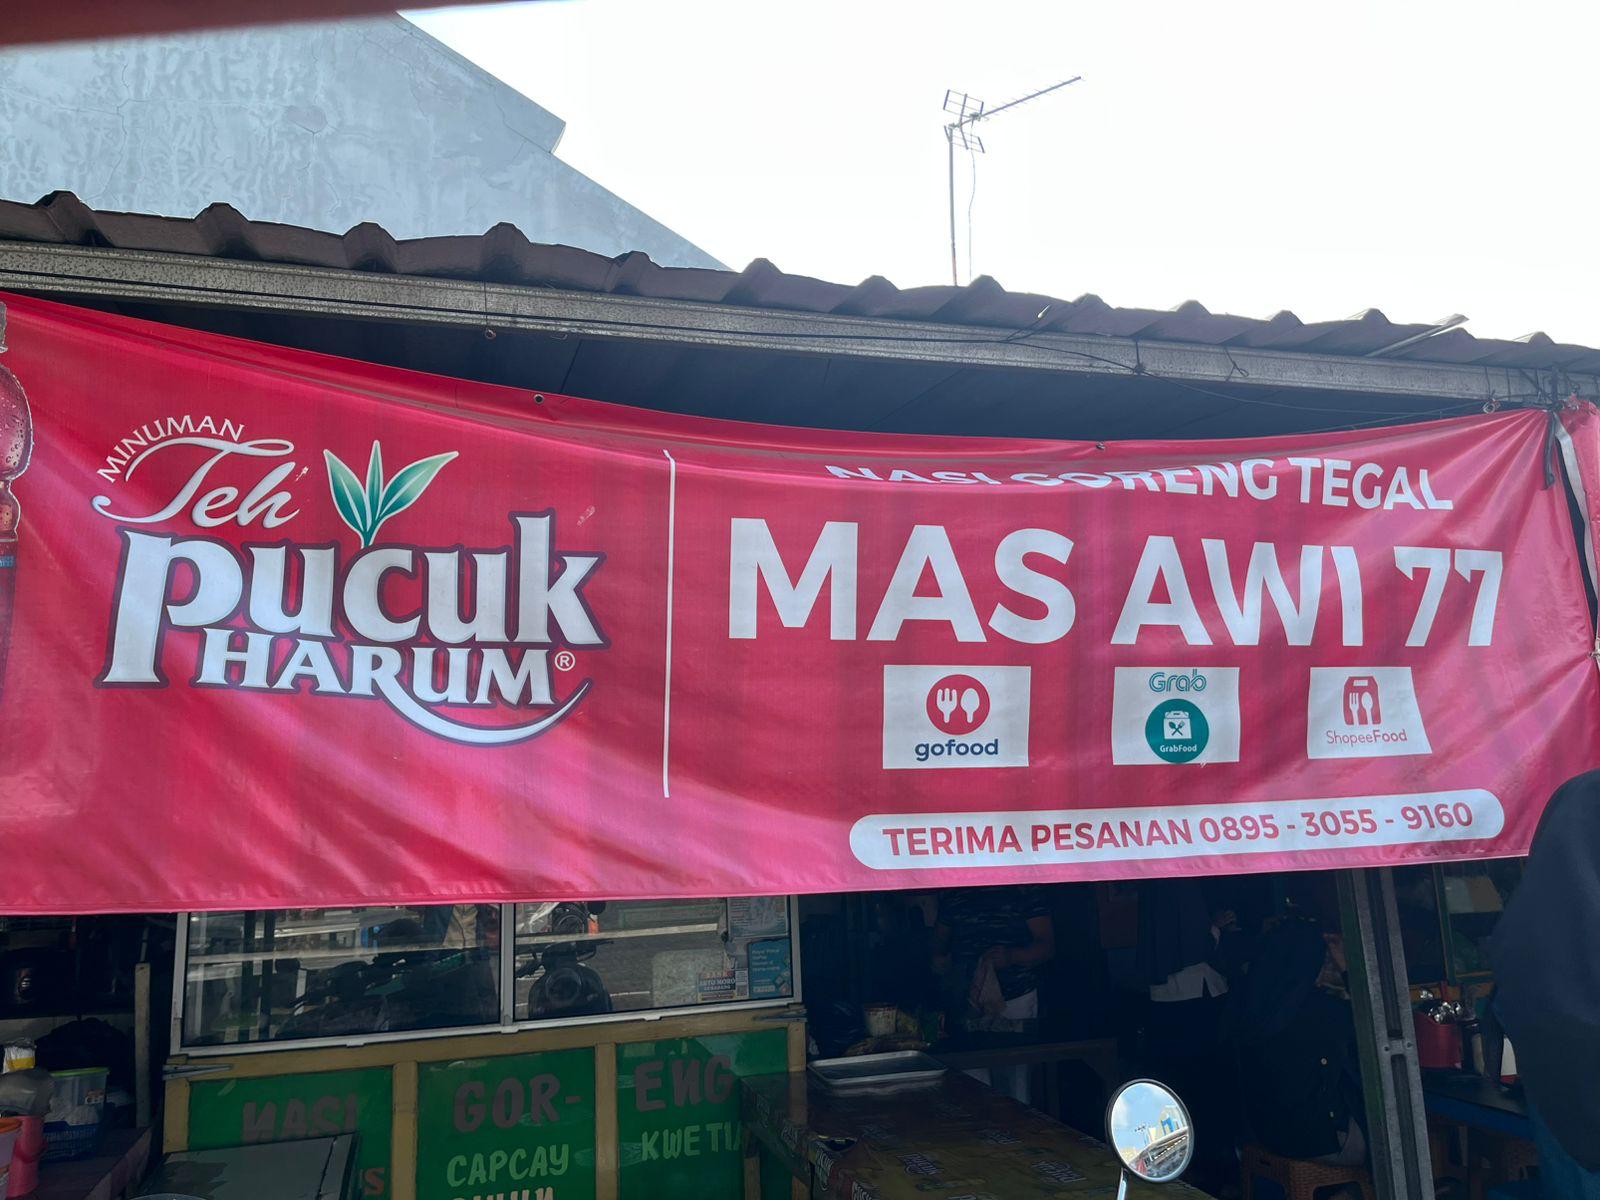 MINUMAN
Teh
Pucuk
HARUM®
NASI GORENG TEGAL
MAS AWI 77
gofood
Grab
GrabFood
ShopeeFood
TERIMA PESANAN 0895 - 3055 - 9160
NASI GOR- ENG
CAPCAY KWETIA